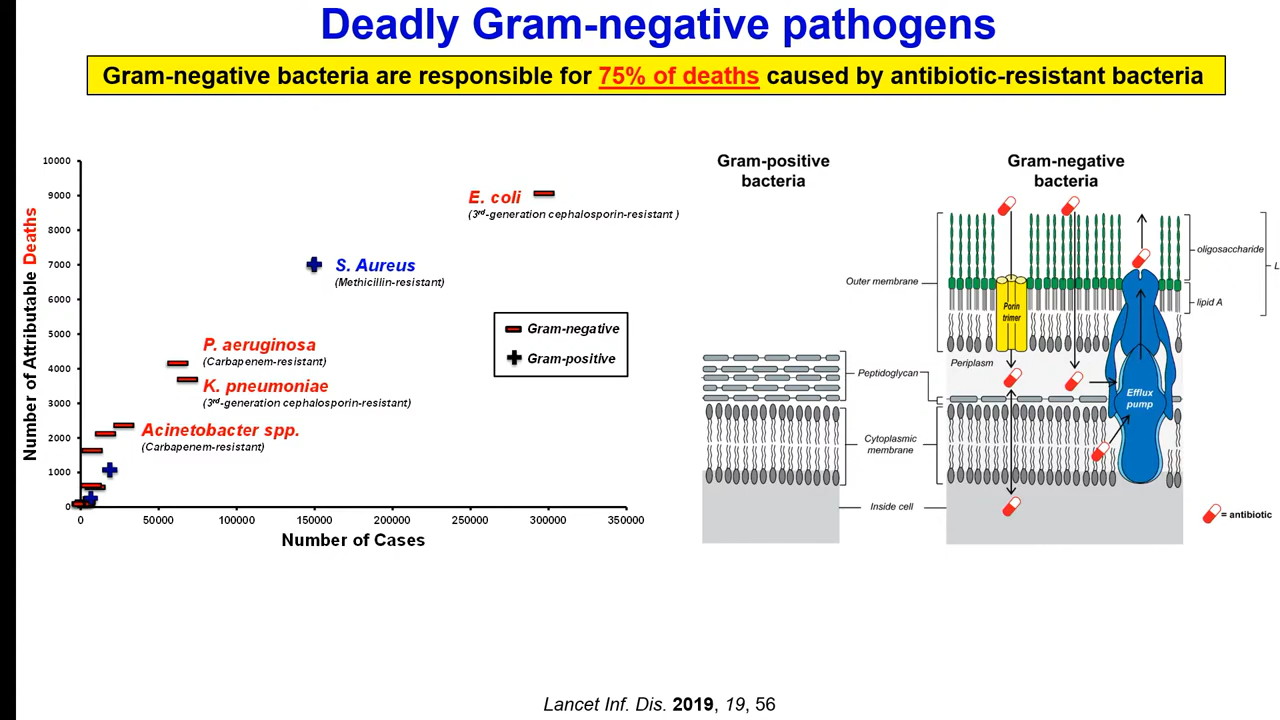 Deadly Gram-negative pathogens
Gram-negative bacteria are responsible for 75% of deaths caused by antibiotic-resistant bacteria
Number of Attributable Deaths
10000
9000
8000
7000
6000
5000
4000
3000
2000
1000
0
0
50000
100000
150000
200000
250000
300000
350000
Number of Cases
E. coli
(3rd-generation cephalosporin-resistant )
S. Aureus
(Methicillin-resistant)
P. aeruginosa
(Carbapenem-resistant)
K. pneumoniae
(3rd-generation cephalosporin-resistant)
Acinetobacter spp.
(Carbapenem-resistant)
Gram-negative
Gram-positive
Gram-positive
bacteria
Gram-negative
bacteria
Outer membrane
Porin
trimer
Periplasm
Peptidoglycan
Efflux
pump
Cytoplasmic
membrane
Inside cell
oligosaccharide
L
lipid A
= antibiotic
Lancet Inf. Dis. 2019, 19, 56